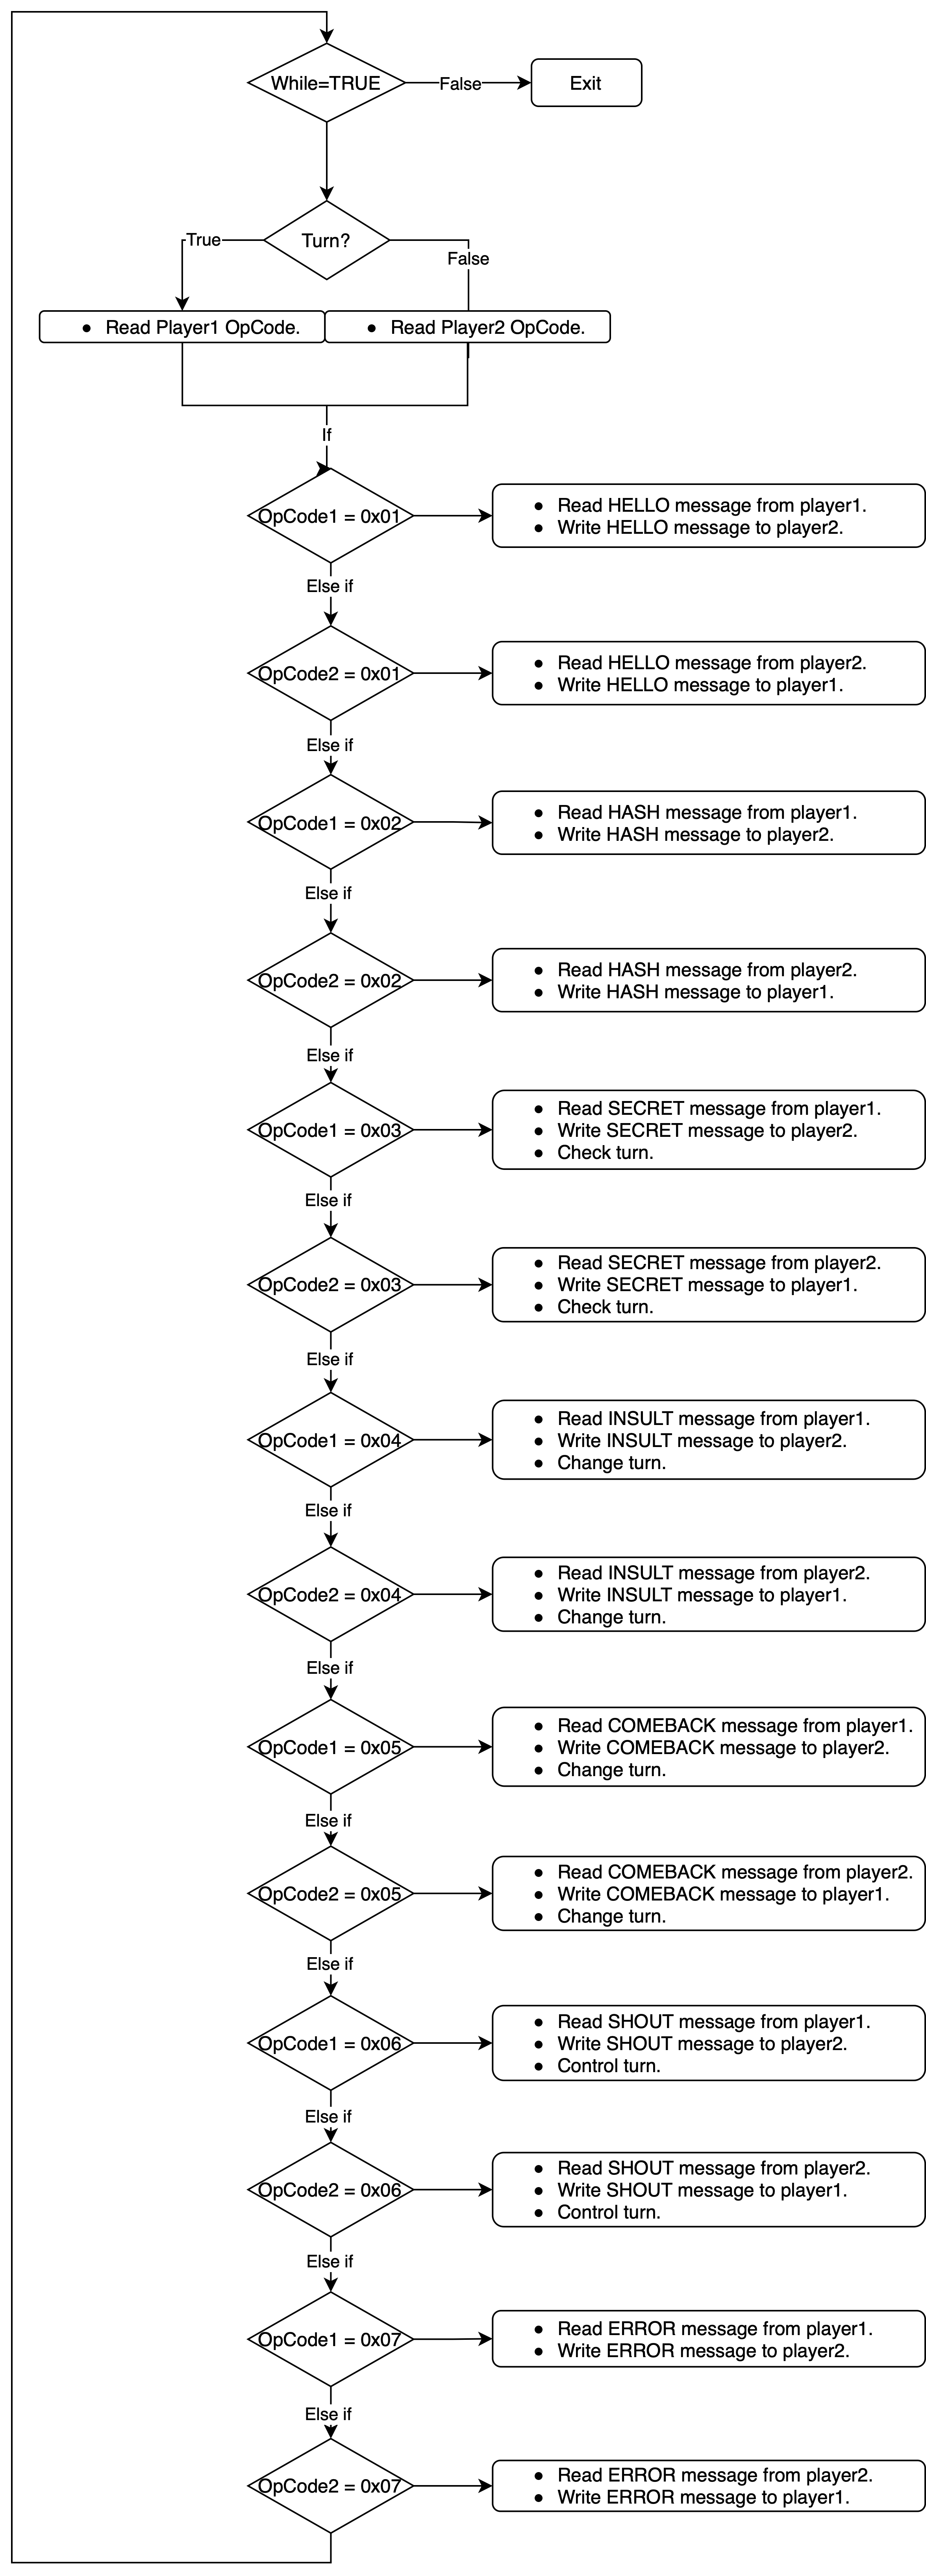 While=TRUE
False
Exit
Turn?
True
False
● Read Player1 OpCode.
● Read Player2 OpCode.
If
OpCode1 = 0x01
● Read HELLO message from player1.
● Write HELLO message to player2.
Else if
OpCode2 = 0x01
● Read HELLO message from player2.
● Write HELLO message to player1.
Else if
OpCode1 = 0x02
● Read HASH message from player1.
● Write HASH message to player2.
Else if
OpCode2 = 0x02
● Read HASH message from player2.
● Write HASH message to player1.
Else if
OpCode1 = 0x03
● Read SECRET message from player1.
● Write SECRET message to player2.
● Check turn.
Else if
OpCode2 = 0x03
● Read SECRET message from player2.
● Write SECRET message to player1.
● Check turn.
Else if
OpCode1 = 0x04
● Read INSULT message from player1.
● Write INSULT message to player2.
● Change turn.
Else if
OpCode2 = 0x04
● Read INSULT message from player2.
● Write INSULT message to player1.
● Change turn.
Else if
OpCode1 = 0x05
● Read COMEBACK message from player1.
● Write COMEBACK message to player2.
● Change turn.
Else if
OpCode2 = 0x05
● Read COMEBACK message from player2.
● Write COMEBACK message to player1.
● Change turn.
Else if
OpCode1 = 0x06
● Read SHOUT message from player1.
● Write SHOUT message to player2.
● Control turn.
Else if
OpCode2 = 0x06
● Read SHOUT message from player2.
● Write SHOUT message to player1.
● Control turn.
Else if
OpCode1 = 0x07
● Read ERROR message from player1.
● Write ERROR message to player2.
Else if
OpCode2 = 0x07
● Read ERROR message from player2.
● Write ERROR message to player1.